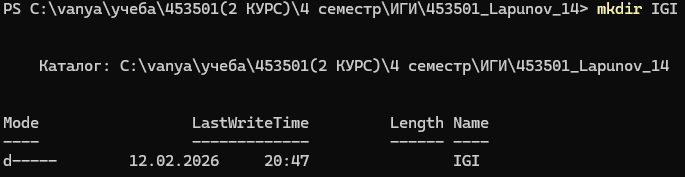 PS C:\vanya\учеба\453501(2 КУРС)\4 семестр\ИГИ\453501_Lapunov_14> mkdir IGI
Каталог: C:\vanya\учеба\453501(2 КУРС)\4 семестр\ИГИ\453501_Lapunov_14
Mode LastWriteTime Length Name
---- ------------- ------ ----
d----- 12.02.2026 20:47 IGI